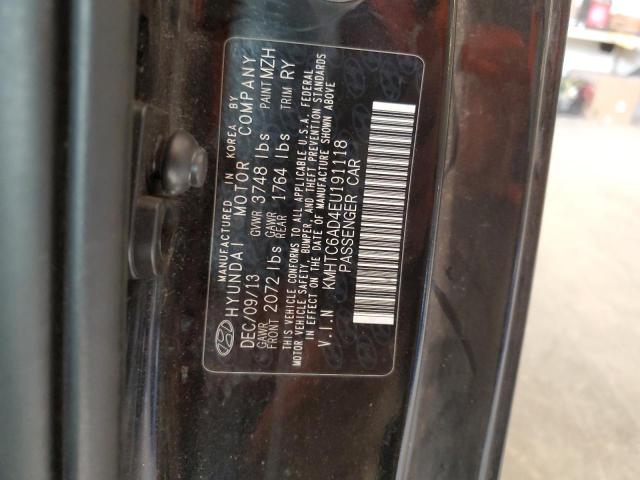 MANUFACTURED IN KOREA BY
HYUNDAI MOTOR COMPANY
DEC/09/13 GVWR 3748 lbs PAINT MZH
GAWR FRONT 2072 lbs GAWR REAR 1764 lbs TRIM RY
THIS VEHICLE CONFORMS TO ALL APPLICABLE U.S.A. FEDERAL
MOTOR VEHICLE SAFETY, BUMPER, AND THEFT PREVENTION STANDARDS
IN EFFECT ON THE DATE OF MANUFACTURE SHOWN ABOVE
V.I.N KMHTC6AD4EU191118
PASSENGER CAR